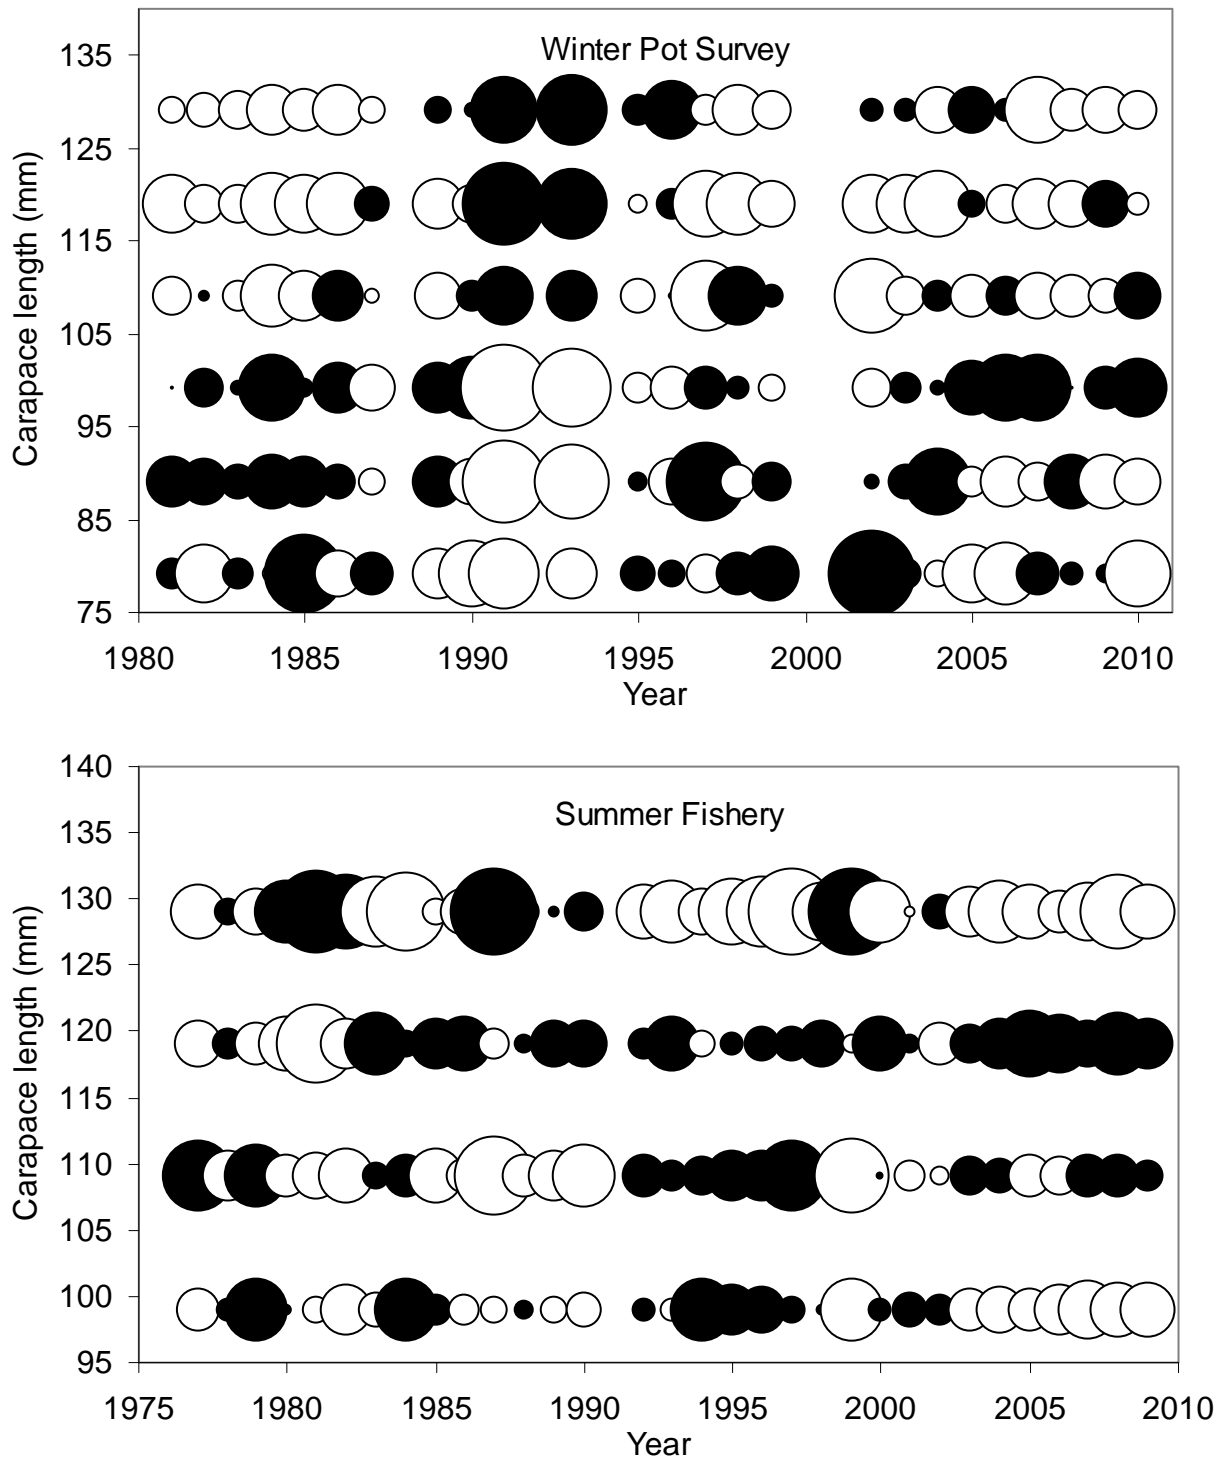 Winter Pot Survey
Carapace length (mm)
135
125
115
105
95
85
75
1980 1985 1990 1995 2000 2005 2010
Year
Summer Fishery
Carapace length (mm)
140
135
130
125
120
115
110
105
100
95
1975 1980 1985 1990 1995 2000 2005 2010
Year